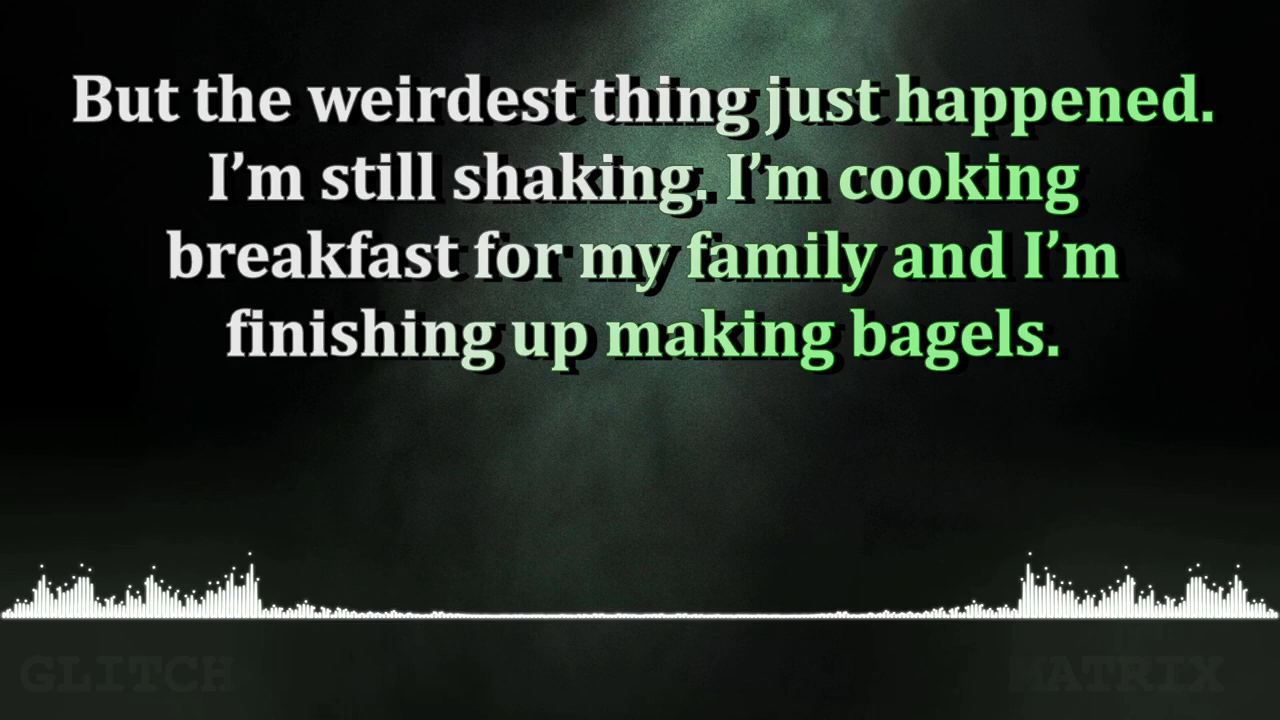 But the weirdest thing just happened.
I’m still shaking. I’m cooking
breakfast for my family and I’m
finishing up making bagels.
GLITCH MATRIX